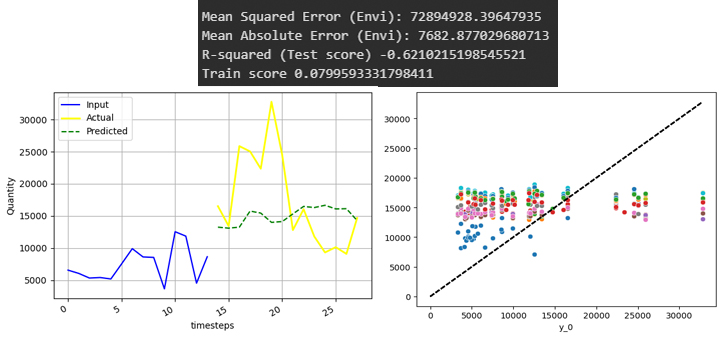 Mean Squared Error (Envi): 72894928.39647935
Mean Absolute Error (Envi): 7682.877029680713
R-squared (Test score) -0.6210215198545521
Train score 0.0799593331798411
Input
Actual
Predicted
Quantity
30000
25000
20000
15000
10000
5000
0
5
10
15
20
25
timesteps
30000
25000
20000
15000
10000
5000
0
0
5000
10000
15000
20000
25000
30000
y_0